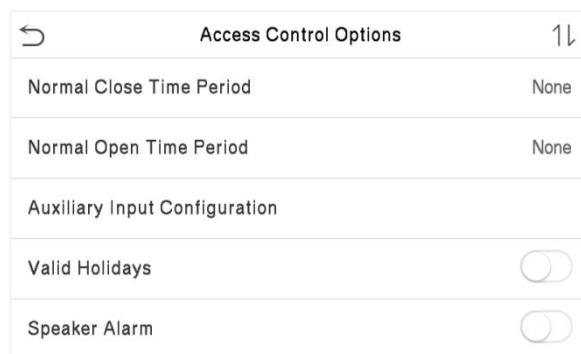 Access Control Options
Normal Close Time Period None
Normal Open Time Period None
Auxiliary Input Configuration
Valid Holidays
Speaker Alarm